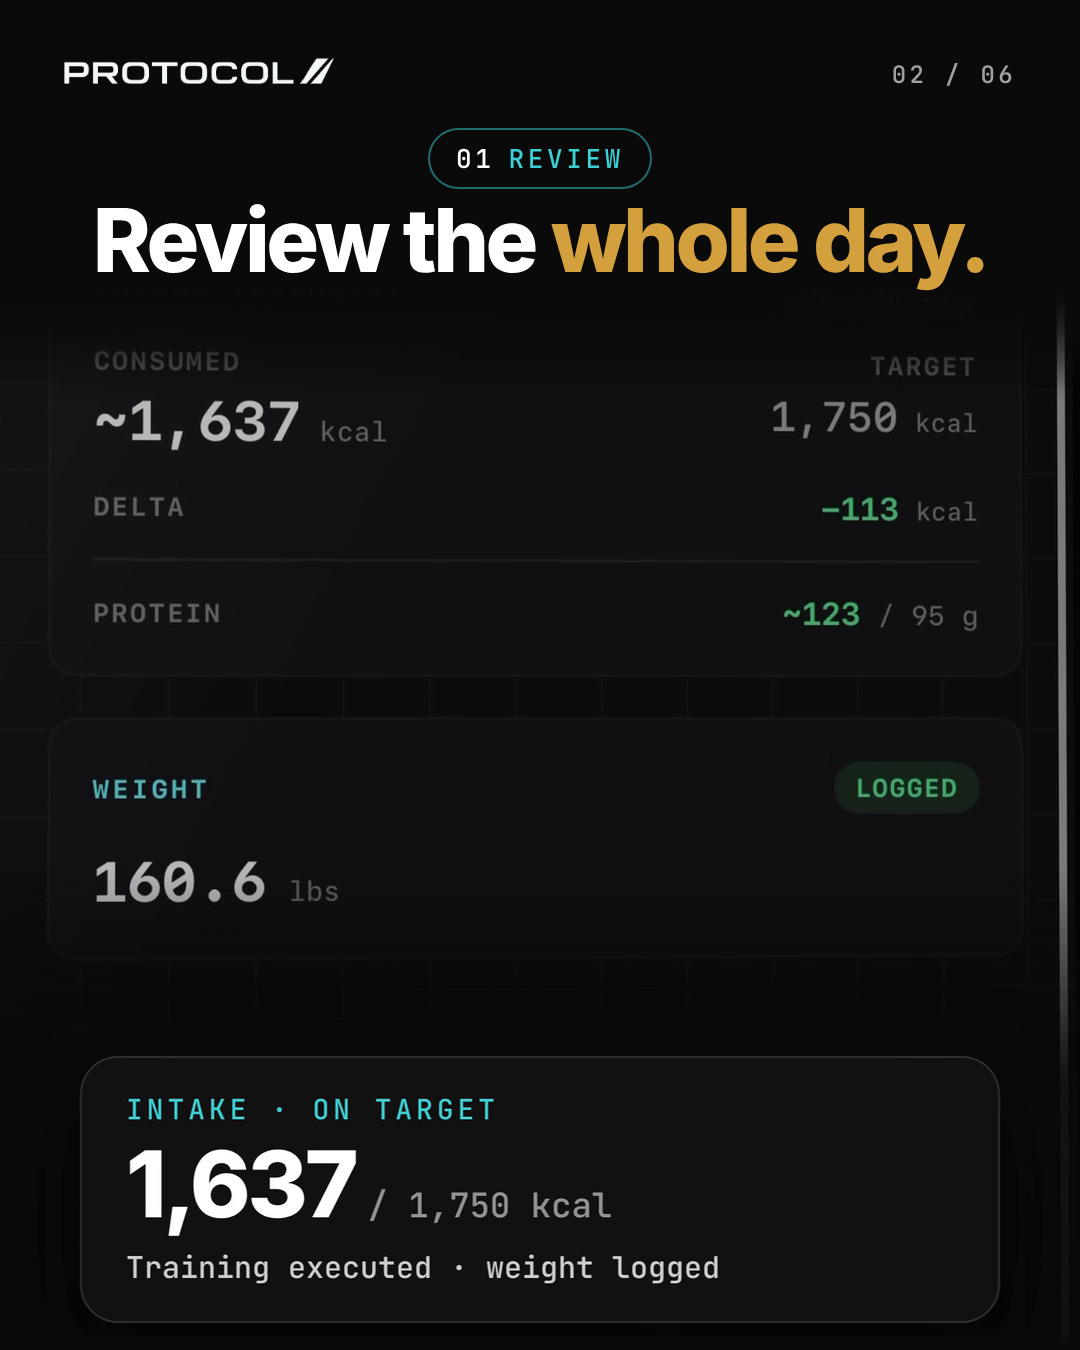 PROTOCOL
02 / 06
01 REVIEW
Review the whole day.
CONSUMED
TARGET
~1,637 kcal
1,750 kcal
DELTA
−113 kcal
PROTEIN
~123 / 95 g
WEIGHT
LOGGED
160.6 lbs
INTAKE · ON TARGET
1,637 / 1,750 kcal
Training executed · weight logged